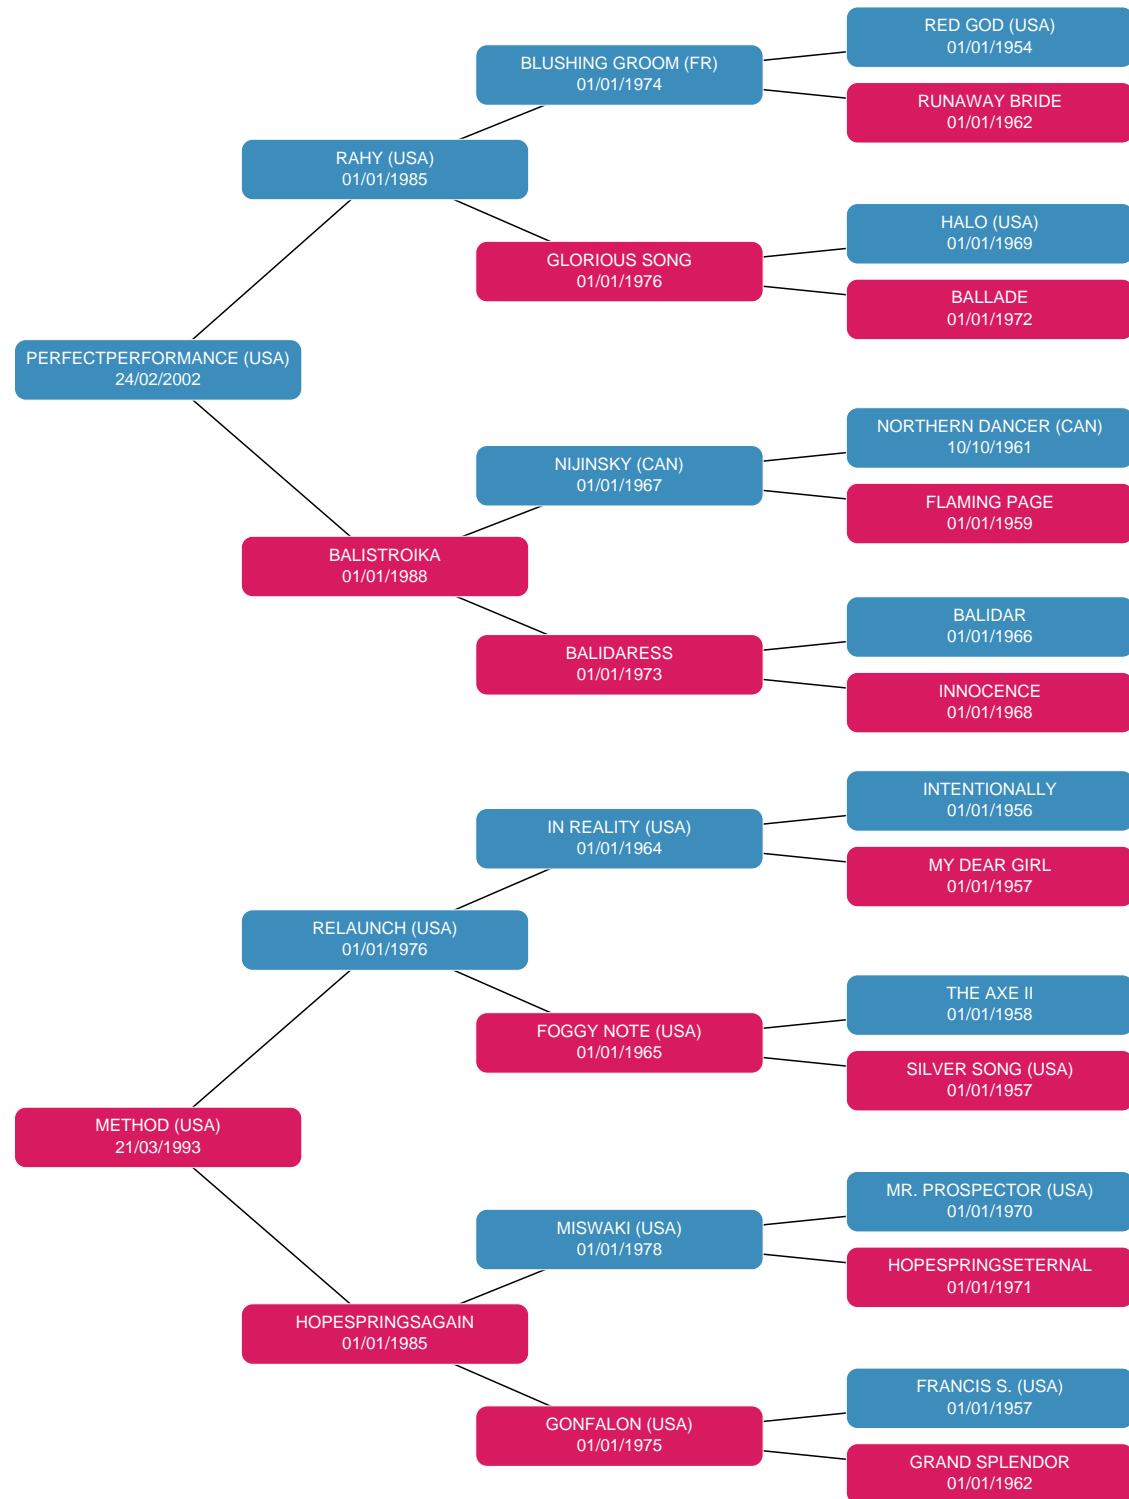 RED GOD (USA)
01/01/1954
BLUSHING GROOM (FR)
01/01/1974
RUNAWAY BRIDE
01/01/1962
RAHY (USA)
01/01/1985
HALO (USA)
01/01/1969
GLORIOUS SONG
01/01/1976
BALLADE
01/01/1972
PERFECTPERFORMANCE (USA)
24/02/2002
NORTHERN DANCER (CAN)
10/10/1961
NIJINSKY (CAN)
01/01/1967
FLAMING PAGE
01/01/1959
BALISTROIKA
01/01/1988
BALIDAR
01/01/1966
BALIDARESS
01/01/1973
INNOCENCE
01/01/1968
INTENTIONALLY
01/01/1956
IN REALITY (USA)
01/01/1964
MY DEAR GIRL
01/01/1957
RELAUNCH (USA)
01/01/1976
THE AXE II
01/01/1958
FOGGY NOTE (USA)
01/01/1965
SILVER SONG (USA)
01/01/1957
METHOD (USA)
21/03/1993
MR. PROSPECTOR (USA)
01/01/1970
MISWAKI (USA)
01/01/1978
HOPESPRINGSETERNAL
01/01/1971
HOPESPRINGSAGAIN
01/01/1985
FRANCIS S. (USA)
01/01/1957
GONFALON (USA)
01/01/1975
GRAND SPLENDOR
01/01/1962